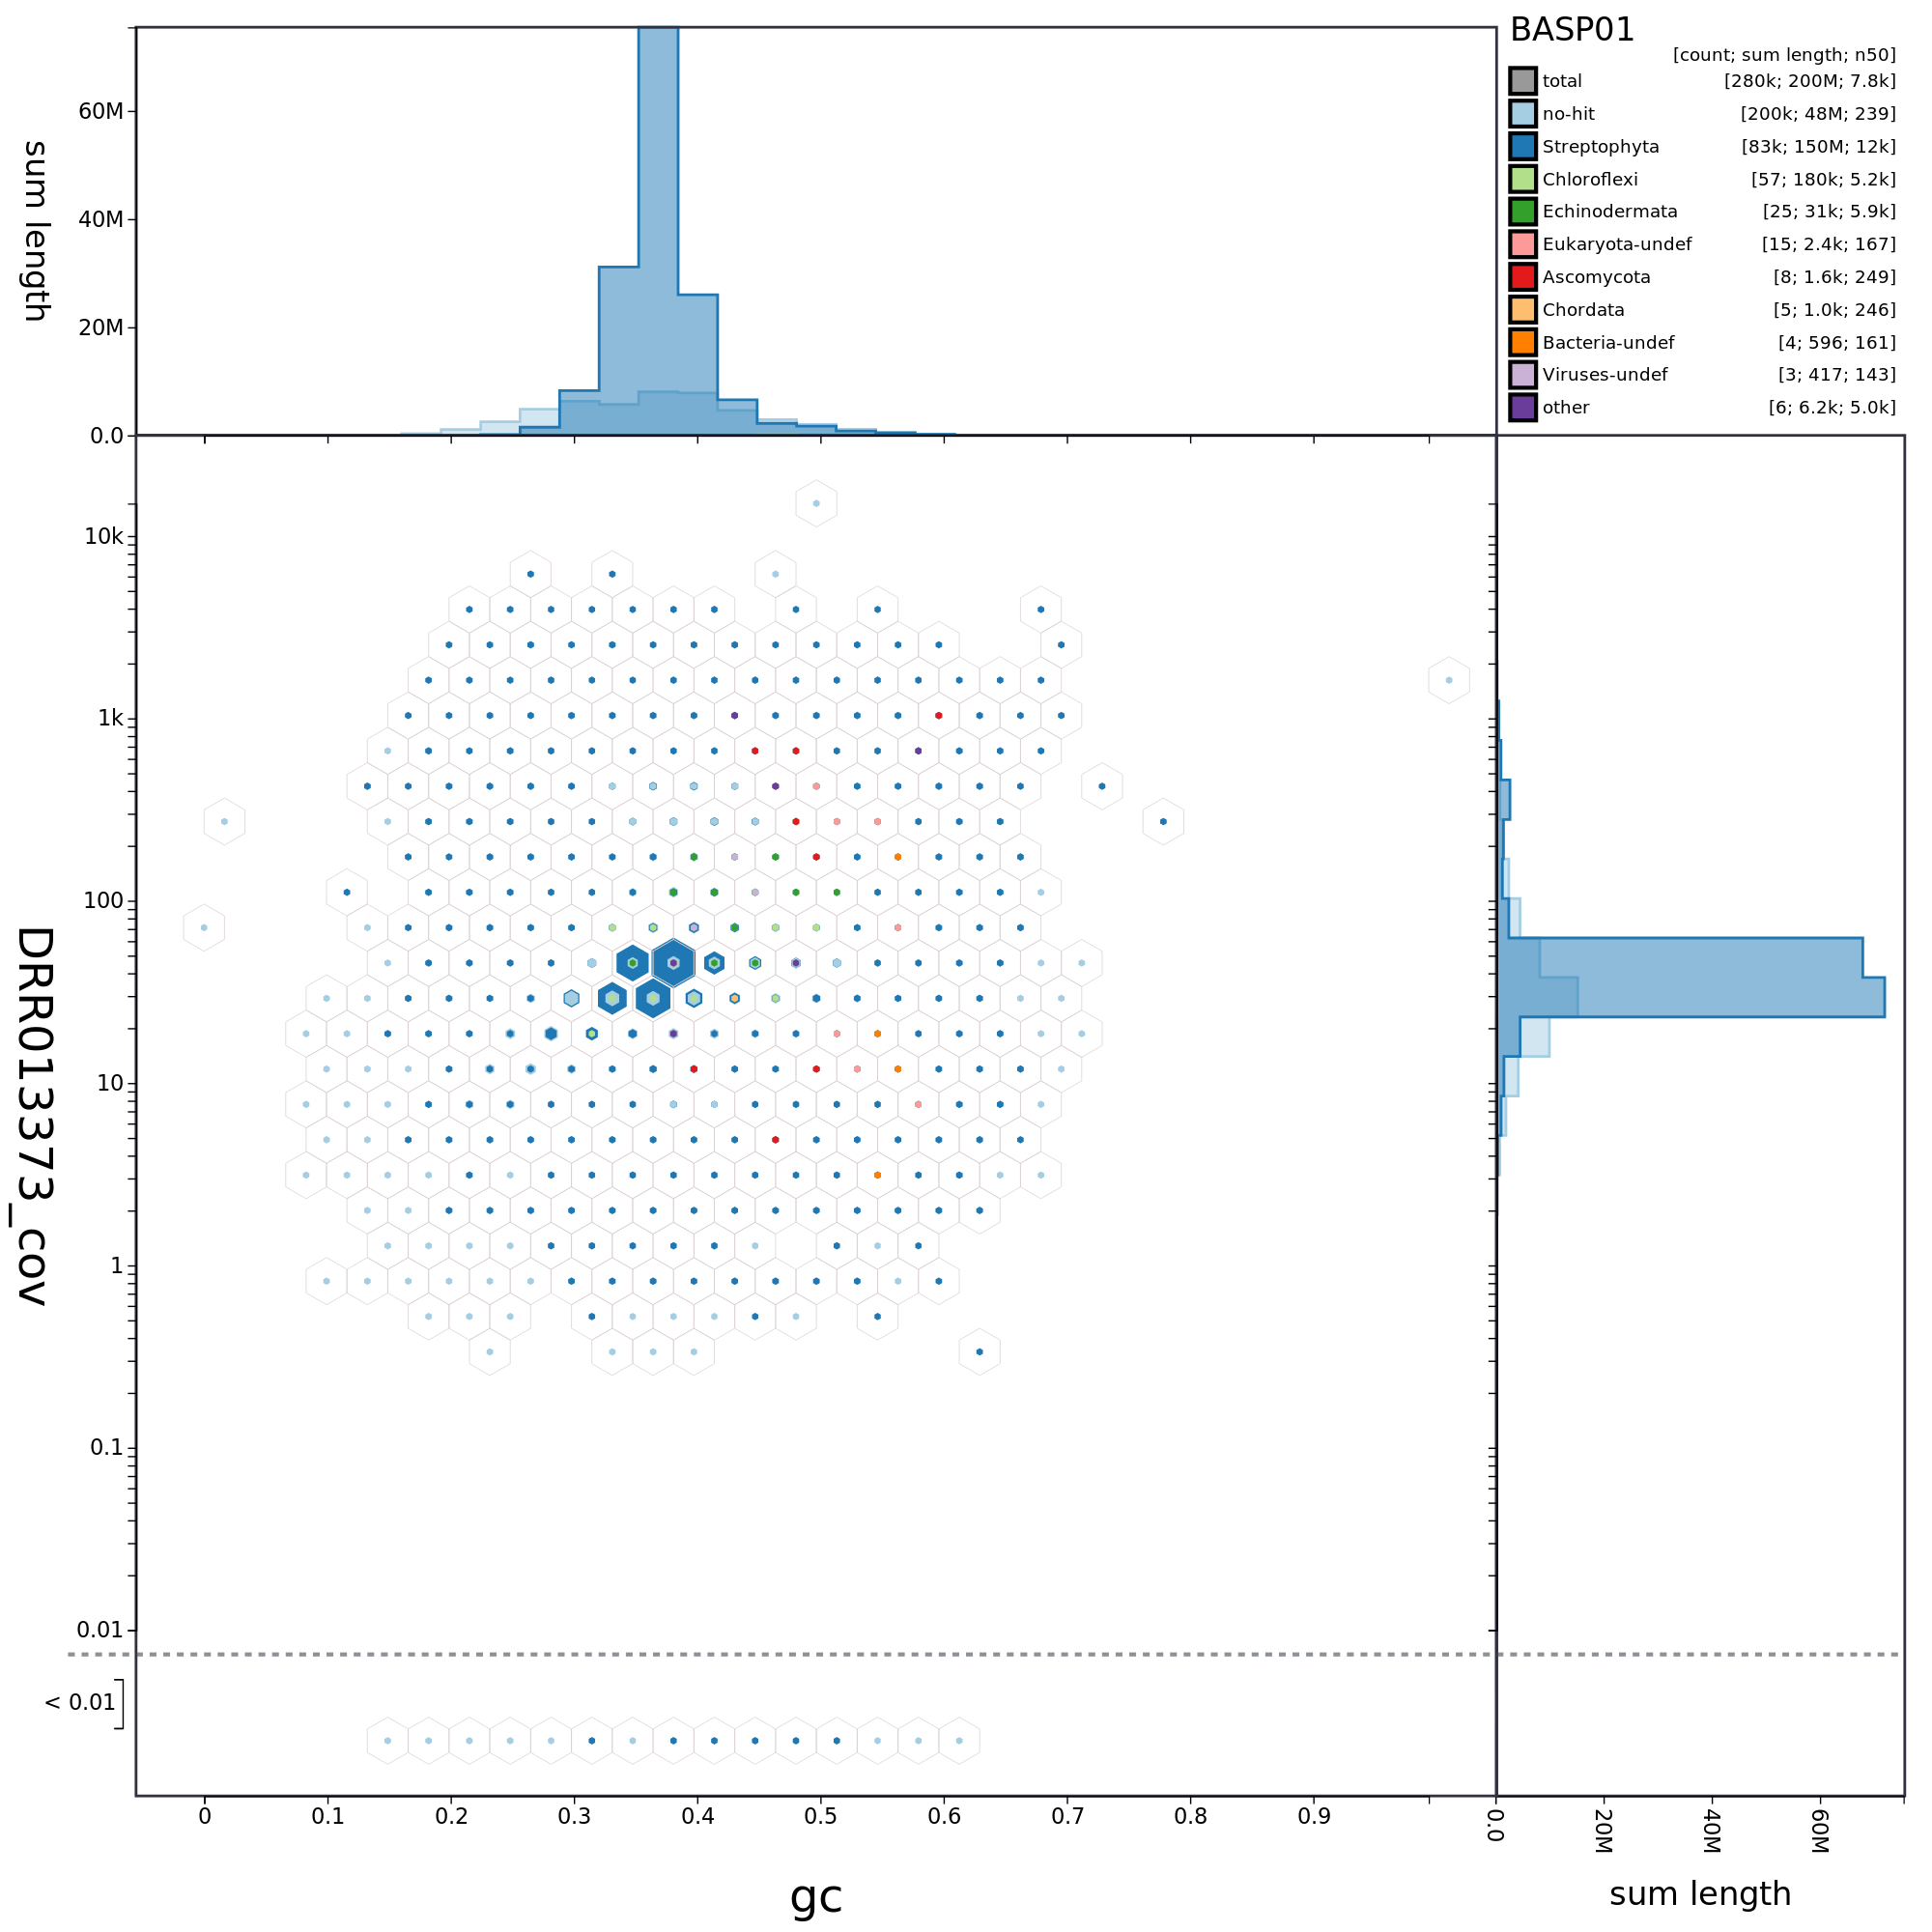 BASP01
[count; sum length; n50]
total [280k; 200M; 7.8k]
no-hit [200k; 48M; 239]
Streptophyta [83k; 150M; 12k]
Chloroflexi [57; 180k; 5.2k]
Echinodermata [25; 31k; 5.9k]
Eukaryota-undef [15; 2.4k; 167]
Ascomycota [8; 1.6k; 249]
Chordata [5; 1.0k; 246]
Bacteria-undef [4; 596; 161]
Viruses-undef [3; 417; 143]
other [6; 6.2k; 5.0k]
sum length
60M
40M
20M
0.0
DRR013373_cov
10k
1k
100
10
1
0.1
0.01
< 0.01
0 0.1 0.2 0.3 0.4 0.5 0.6 0.7 0.8 0.9
gc
0.0 20M 40M 60M
sum length